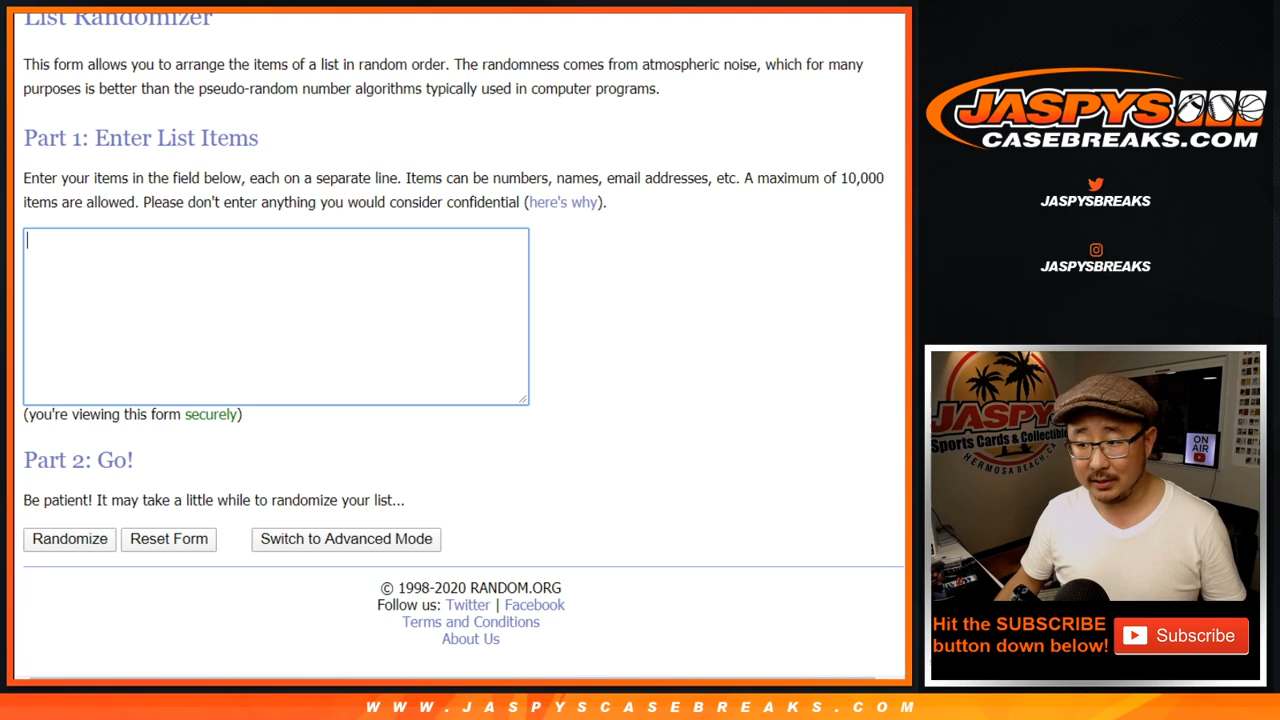 List Randomizer
This form allows you to arrange the items of a list in random order. The randomness comes from atmospheric noise, which for many
purposes is better than the pseudo-random number algorithms typically used in computer programs.
Part 1: Enter List Items
Enter your items in the field below, each on a separate line. Items can be numbers, names, email addresses, etc. A maximum of 10,000
items are allowed. Please don't enter anything you would consider confidential (here's why).
(you're viewing this form securely)
Part 2: Go!
Be patient! It may take a little while to randomize your list...
Randomize
Reset Form
Switch to Advanced Mode
© 1998-2020 RANDOM.ORG
Follow us: Twitter | Facebook
Terms and Conditions
About Us
JASPYS
CASEBREAKS.COM
JASPYSBREAKS
JASPYSBREAKS
JASPYS
Sports Cards & Collectible
HERMOSA BEACH, CA
ON
AIR
Hit the SUBSCRIBE
button down below!
Subscribe
WWW.JASPYSCASEBREAKS.COM